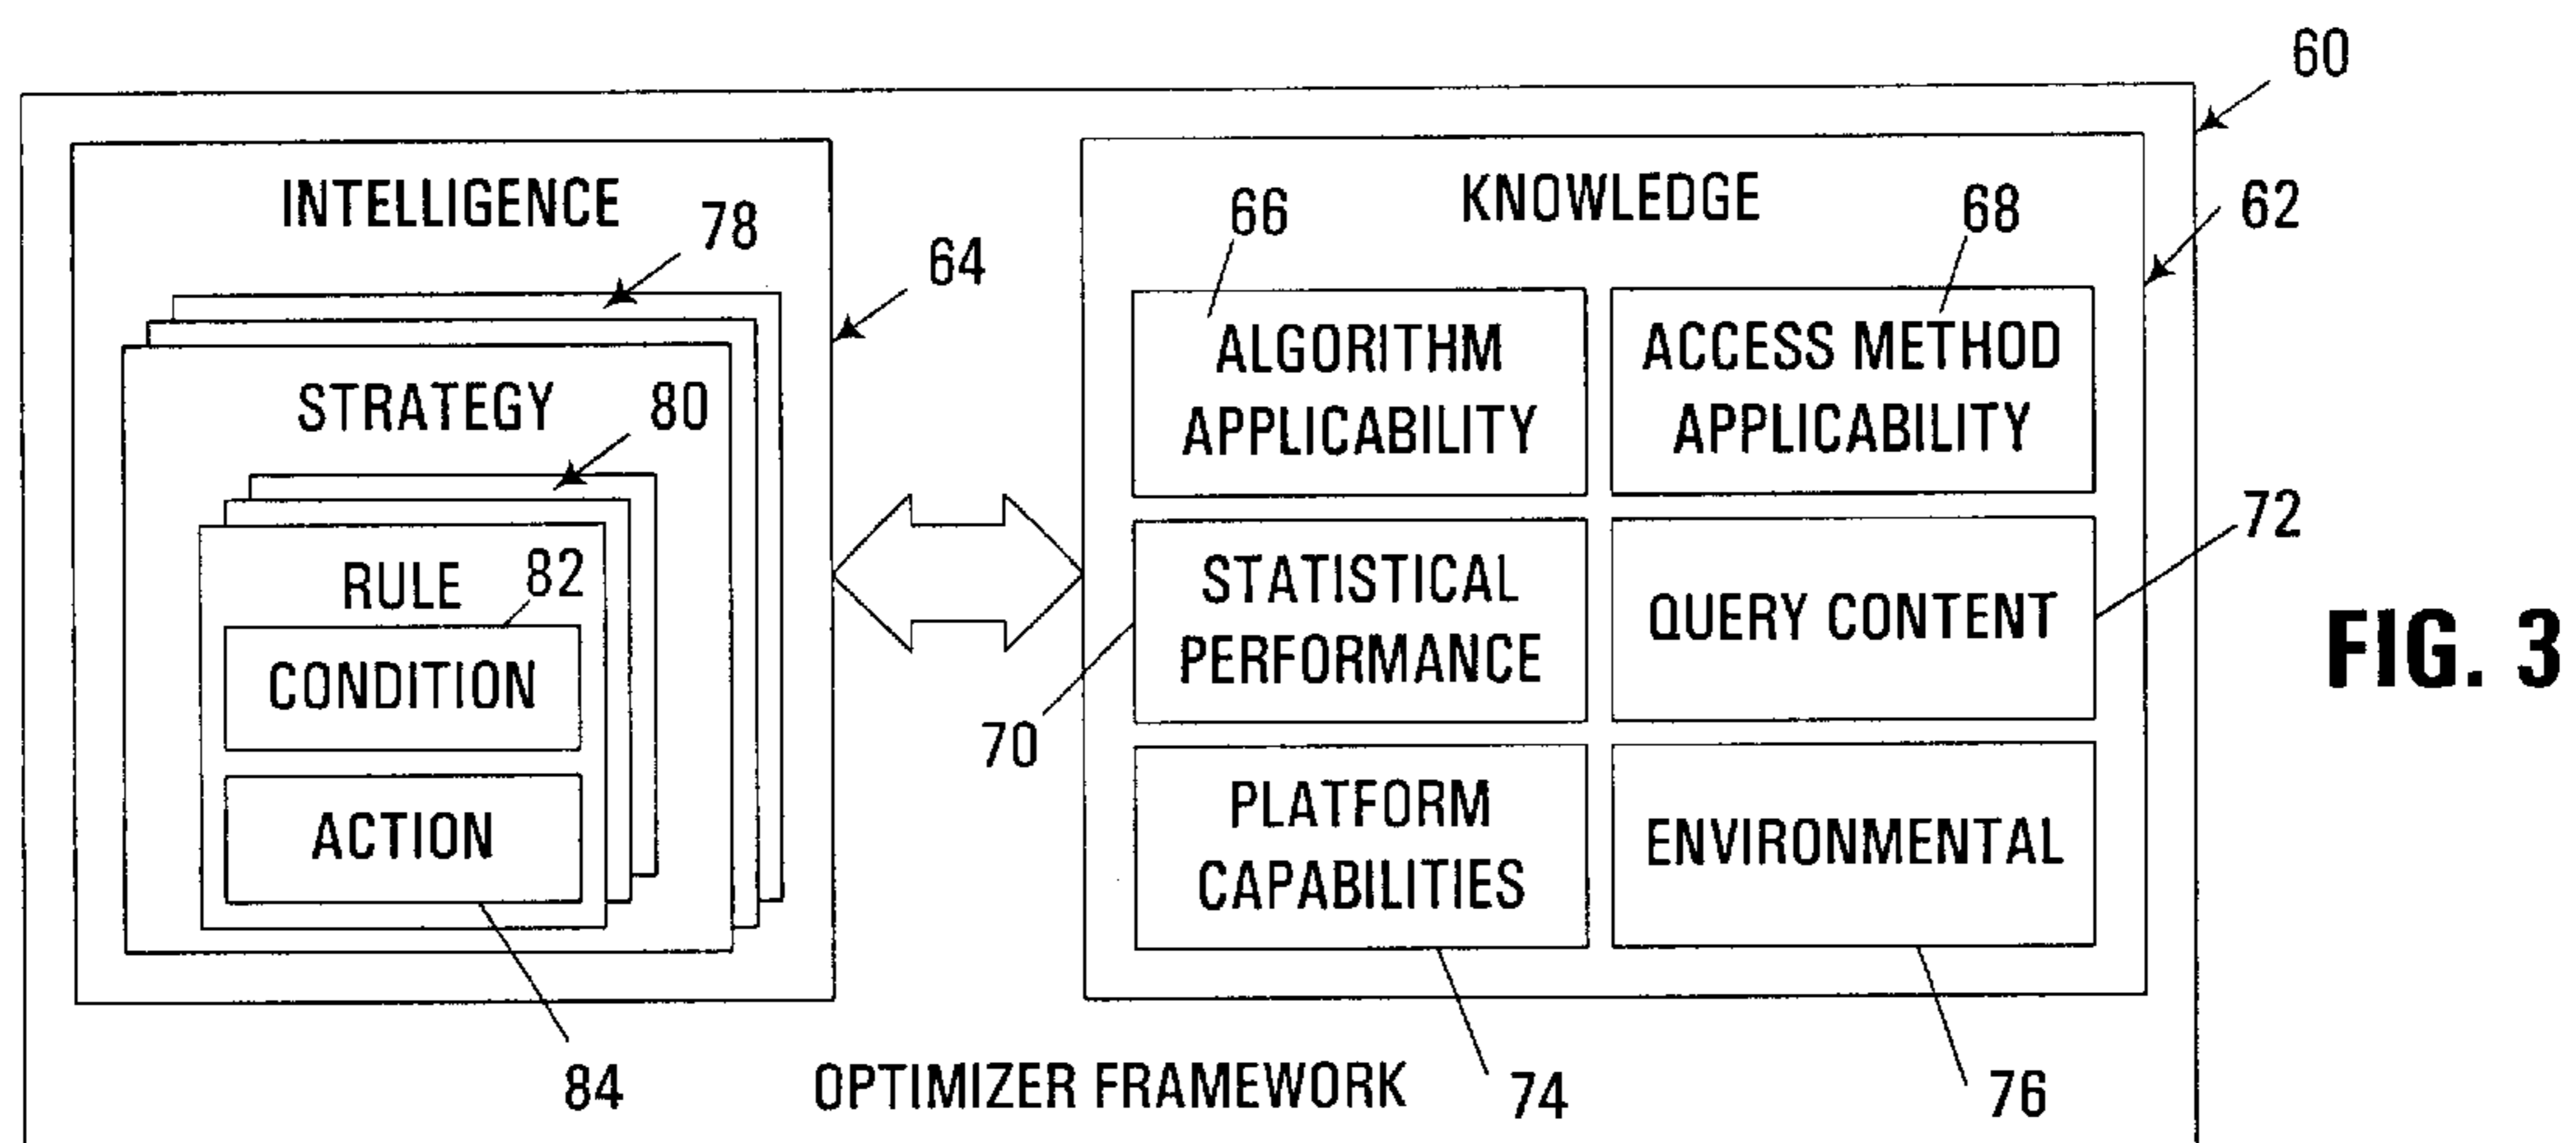 60
INTELLIGENCE
78
64
STRATEGY
80
RULE
82
CONDITION
ACTION
84
KNOWLEDGE
66
68
62
ALGORITHM
APPLICABILITY
ACCESS METHOD
APPLICABILITY
STATISTICAL
PERFORMANCE
70
QUERY CONTENT
72
PLATFORM
CAPABILITIES
74
ENVIRONMENTAL
76
OPTIMIZER FRAMEWORK
FIG. 3